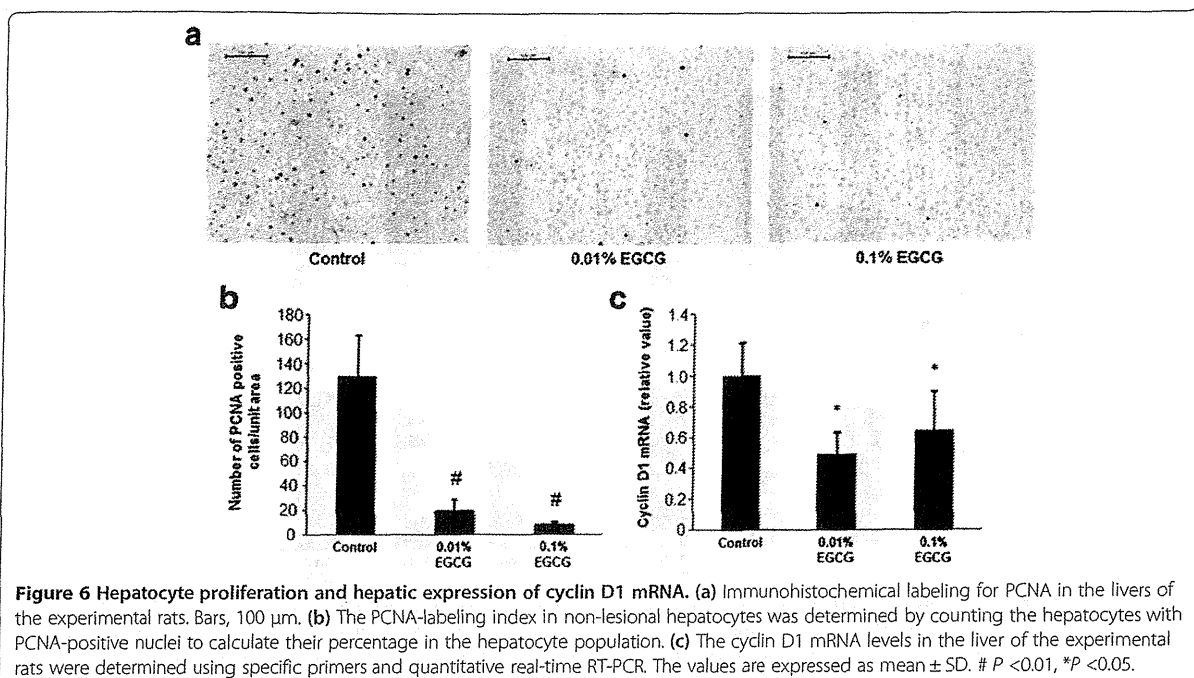 a
Control
0.01% EGCG
0.1% EGCG
b
Number of PCNA positive
cells/unit area
180
160
140
120
100
80
60
40
20
0
#
#
Control
0.01%
EGCG
0.1%
EGCG
c
Cyclin D1 mRNA (relative value)
1.4
1.2
1.0
0.8
0.6
0.4
0.2
0
*
*
Control
0.01%
EGCG
0.1%
EGCG
Figure 6 Hepatocyte proliferation and hepatic expression of cyclin D1 mRNA. (a) Immunohistochemical labeling for PCNA in the livers of
the experimental rats. Bars, 100 μm. (b) The PCNA-labeling index in non-lesional hepatocytes was determined by counting the hepatocytes with
PCNA-positive nuclei to calculate their percentage in the hepatocyte population. (c) The cyclin D1 mRNA levels in the liver of the experimental
rats were determined using specific primers and quantitative real-time RT-PCR. The values are expressed as mean ± SD. # P <0.01, *P <0.05.